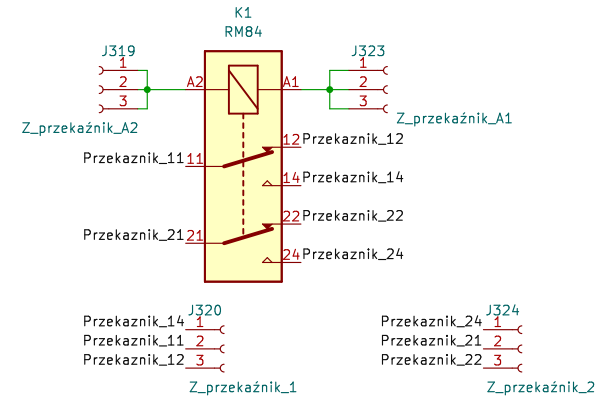 K1
RM84
J319
J323
1
1
2
A2
A1
2
3
3
Z_przekaźnik_A2
Z_przekaźnik_A1
12
Przekaznik_12
Przekaznik_11
11
14
Przekaznik_14
22
Przekaznik_22
Przekaznik_21
21
24
Przekaznik_24
J320
J324
Przekaznik_14
1
Przekaznik_24
1
Przekaznik_11
2
Przekaznik_21
2
Przekaznik_12
3
Przekaznik_22
3
Z_przekaźnik_1
Z_przekaźnik_2